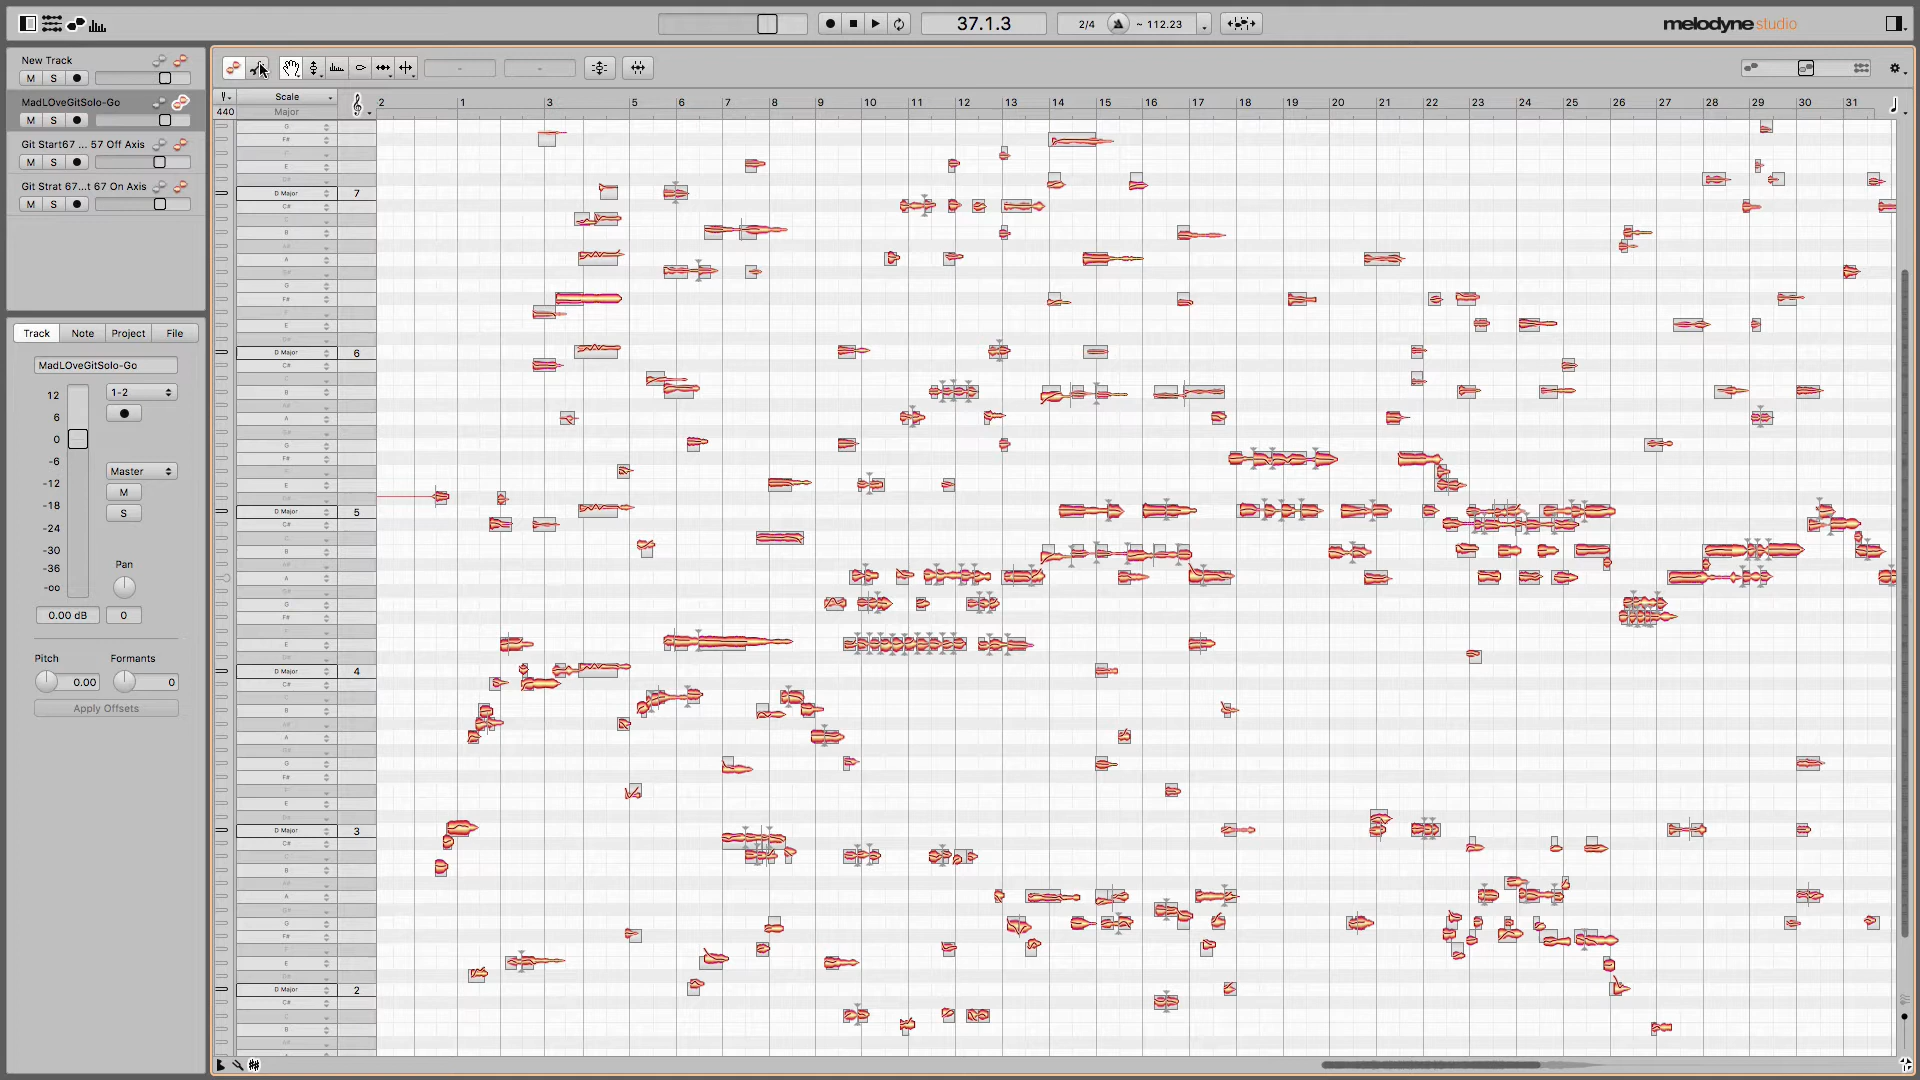 37.1.3
2/4
~ 112.23
melodyne studio
New Track
M S
MadLOveGitSolo-Go
M S
Git Start67 ... 57 Off Axis
M S
Git Strat 67...t 67 On Axis
M S
Track Note Project File
MadLOveGitSolo-Go
1-2
12
6
0
-6
-12
-18
-24
-30
-36
-oo
Master
M
S
Pan
0.00 dB
0
Pitch
Formants
0.00
0
Apply Offsets
- -
Scale
440
Major
2 1 3 5 6 7 8 9 10 11 12 13 14 15 16 17 18 19 20 21 22 23 24 25 26 27 28 29 30 31
G
F#
E
D Major 7
C#
C
B
A
G
F#
F
E
D Major 6
C#
C
B
A
G
F#
E
D Major 5
C#
C
B
A
G
F#
F
E
D Major 4
C#
C
B
A
G
F#
F
E
D Major 3
C#
C
B
A
G
F#
F
E
D Major 2
C#
C
B